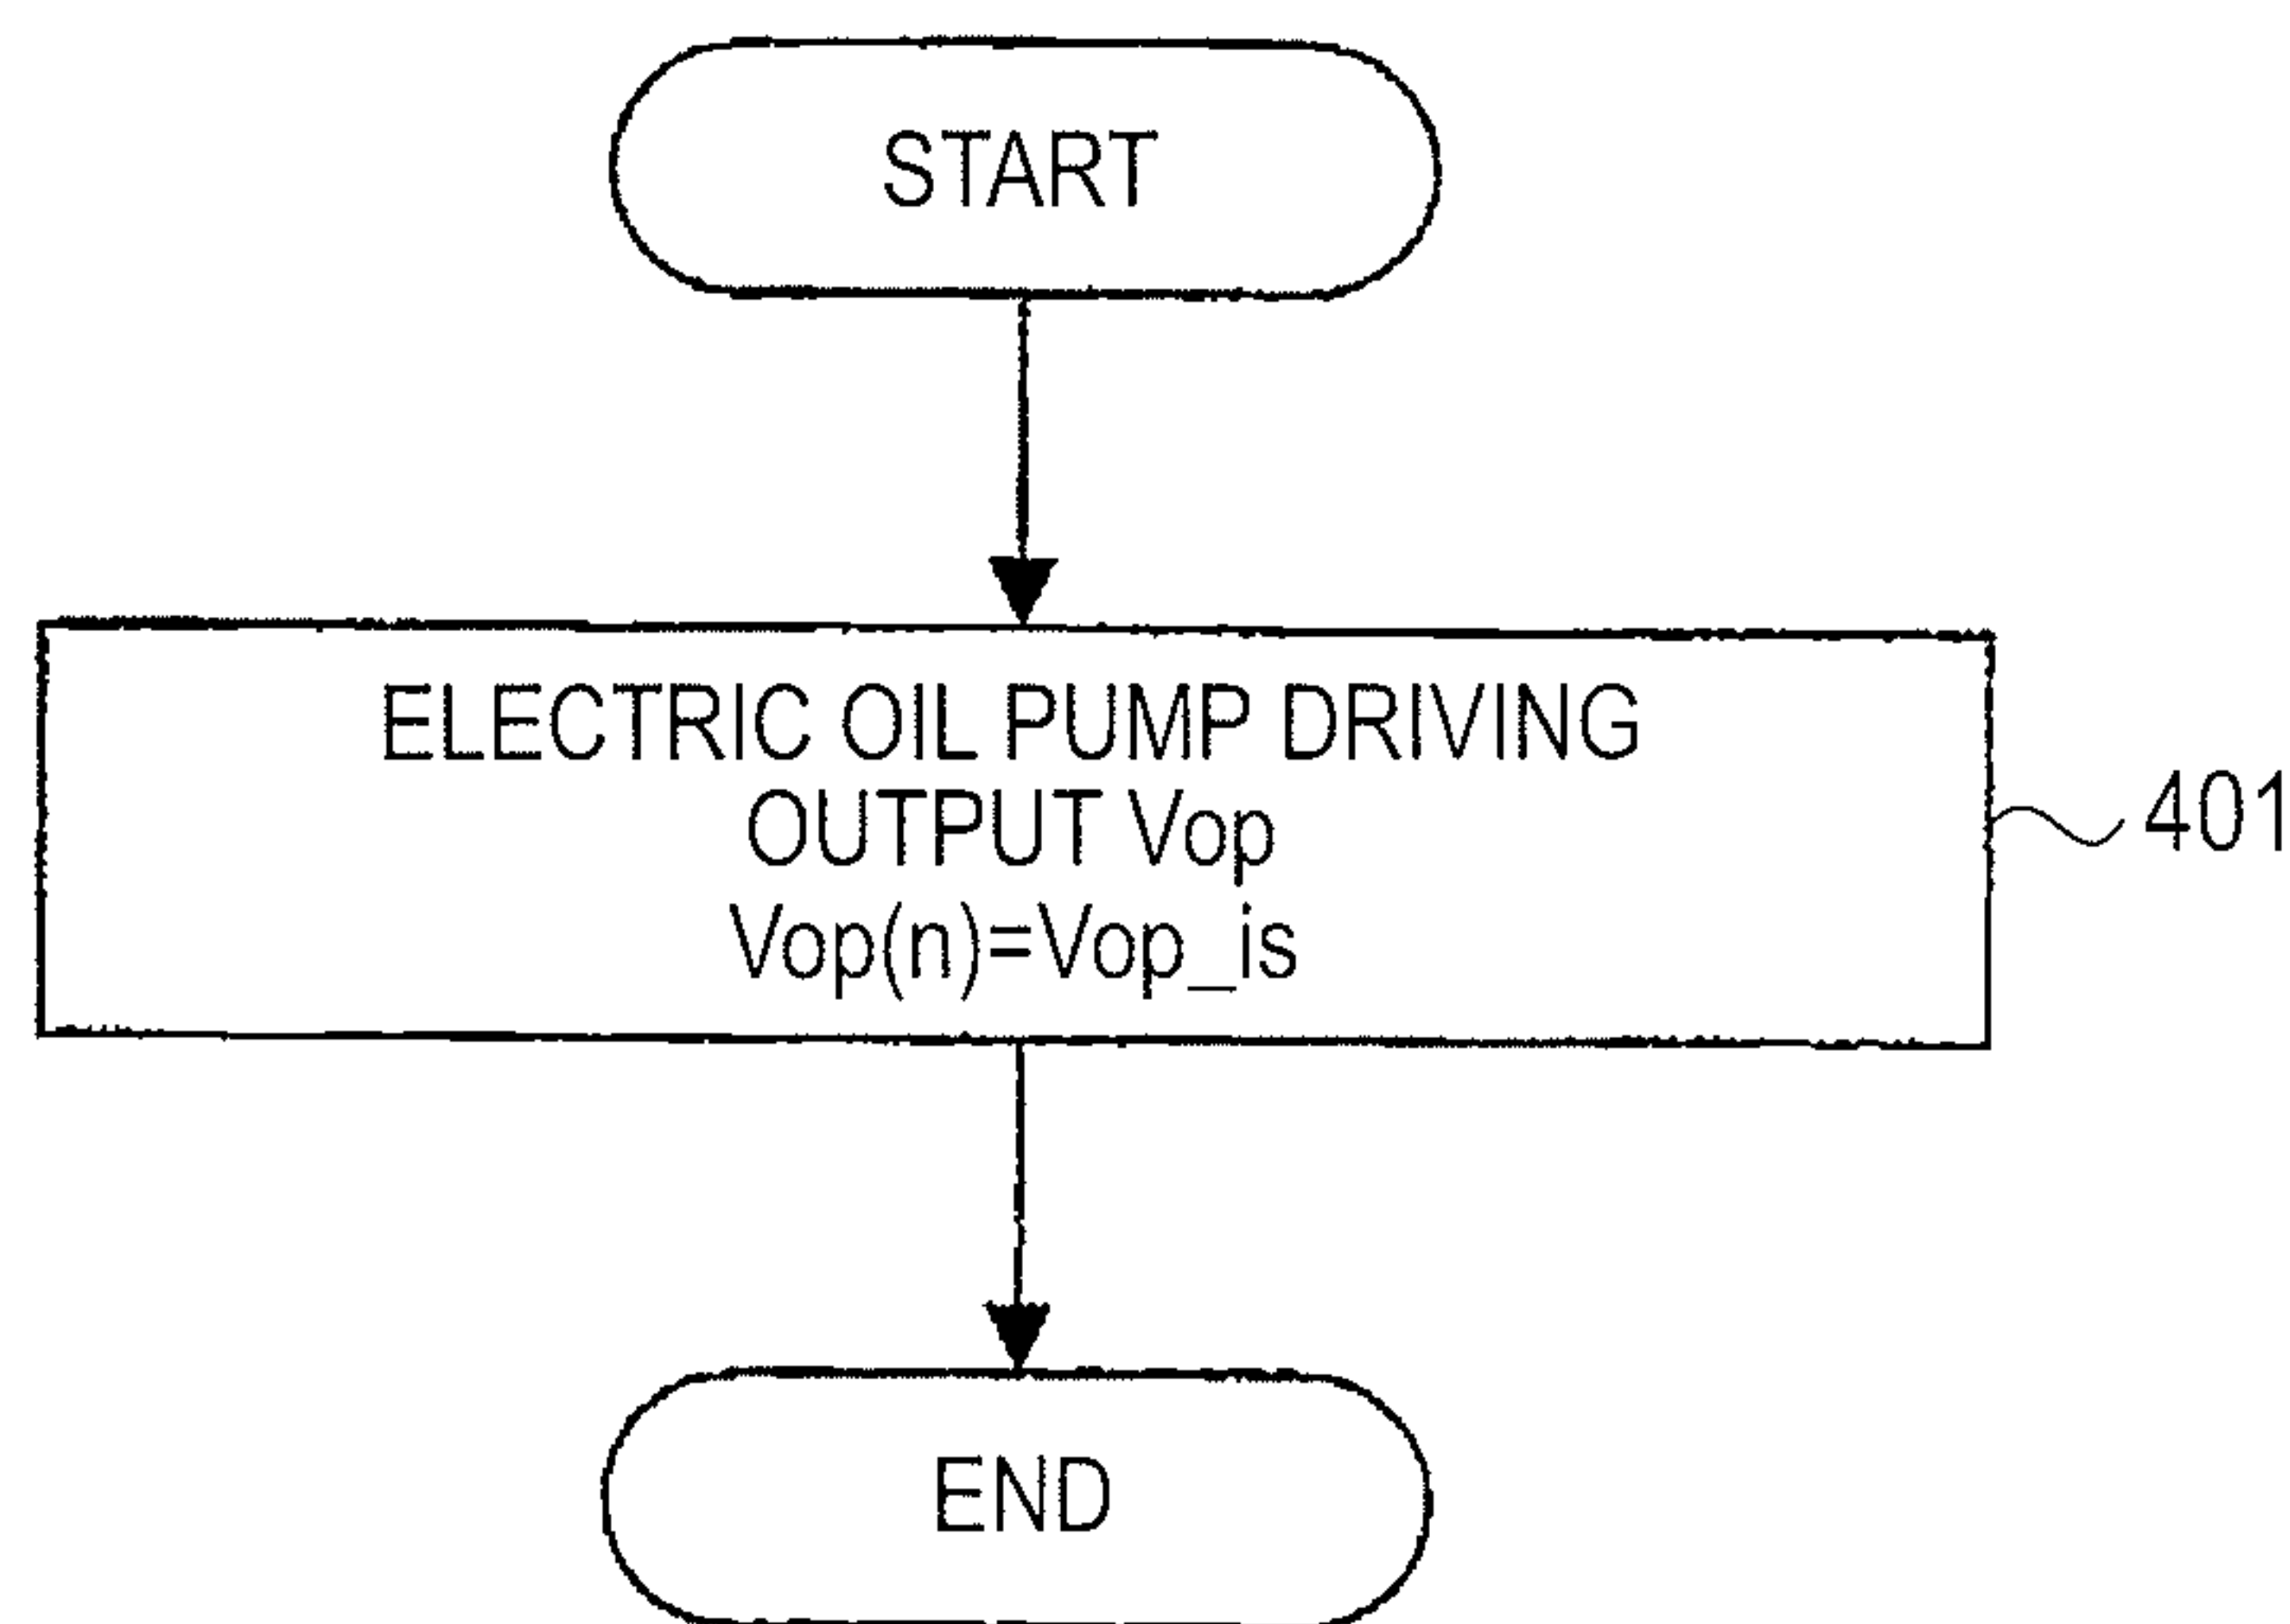 START
ELECTRIC OIL PUMP DRIVING
OUTPUT Vop
Vop(n)=Vop_is
401
END